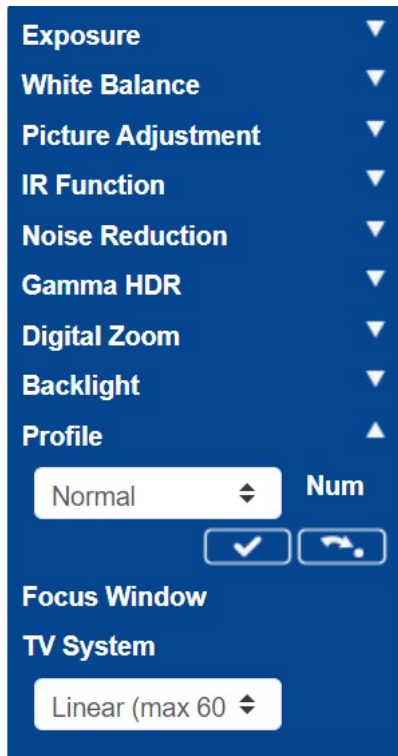 Exposure
White Balance
Picture Adjustment
IR Function
Noise Reduction
Gamma HDR
Digital Zoom
Backlight
Profile
Normal Num
Focus Window
TV System
Linear (max 60